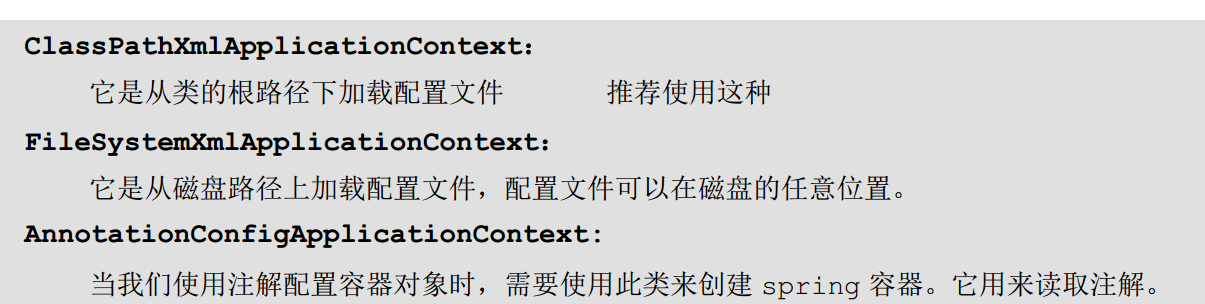 ClassPathXmlApplicationContext：
它是从类的根路径下加载配置文件 推荐使用这种
FileSystemXmlApplicationContext：
它是从磁盘路径上加载配置文件，配置文件可以在磁盘的任意位置。
AnnotationConfigApplicationContext:
当我们使用注解配置容器对象时，需要使用此类来创建 spring 容器。它用来读取注解。